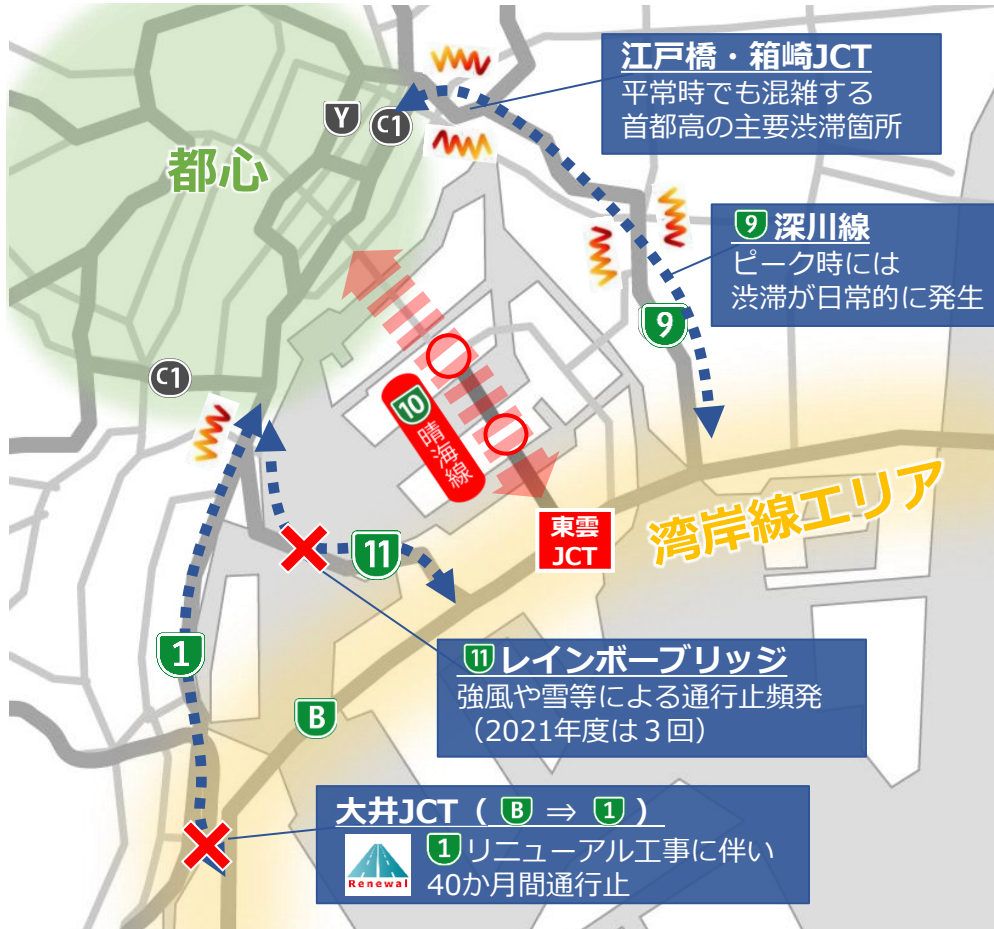 江戸橋・箱崎JCT
平常時でも混雑する
首都高の主要渋滞箇所
Y
C1
都心
9 深川線
ピーク時には
渋滞が日常的に発生
9
C1
10
晴海線
東雲
JCT
湾岸線エリア
11
11 レインボーブリッジ
強風や雪等による通行止頻発
（2021年度は３回）
1
B
大井JCT（ B ⇒ 1 ）
Renewal
1 リニューアル工事に伴い
40か月間通行止